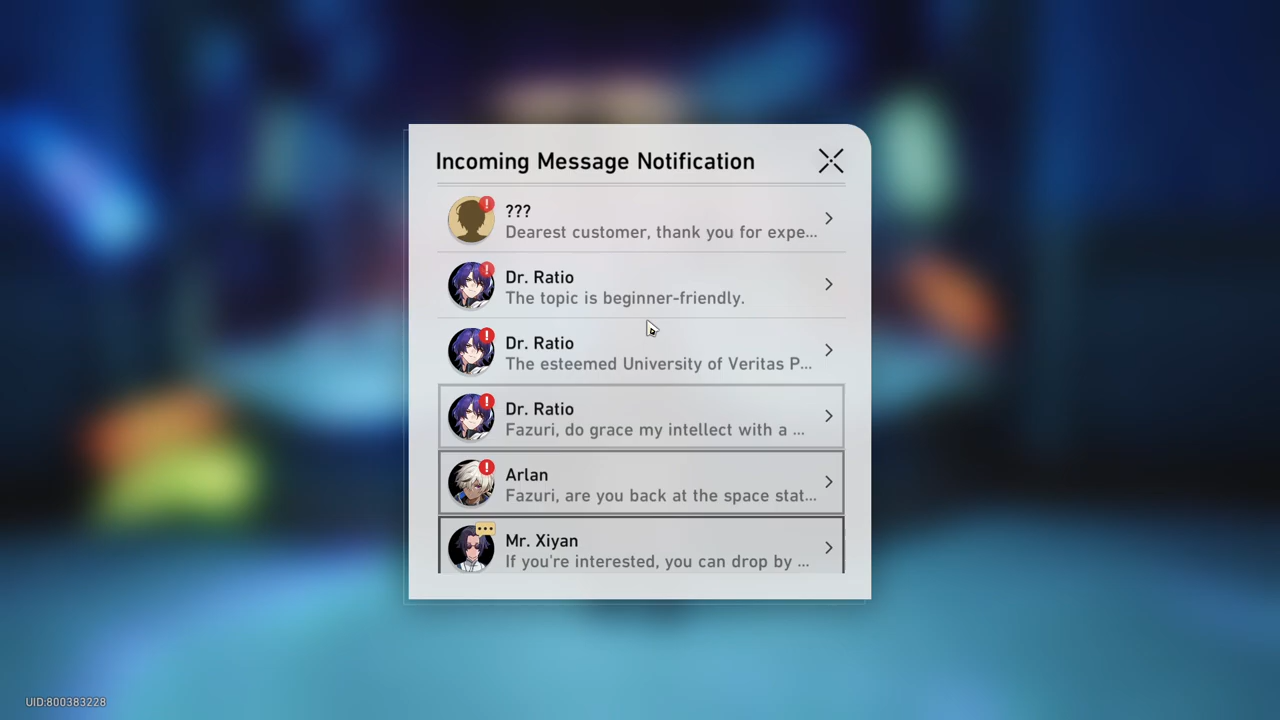 Incoming Message Notification
???
Dearest customer, thank you for expe...
Dr. Ratio
The topic is beginner-friendly.
Dr. Ratio
The esteemed University of Veritas P...
Dr. Ratio
Fazuri, do grace my intellect with a ...
Arlan
Fazuri, are you back at the space stat...
Mr. Xiyan
If you're interested, you can drop by ...
UID:800383228